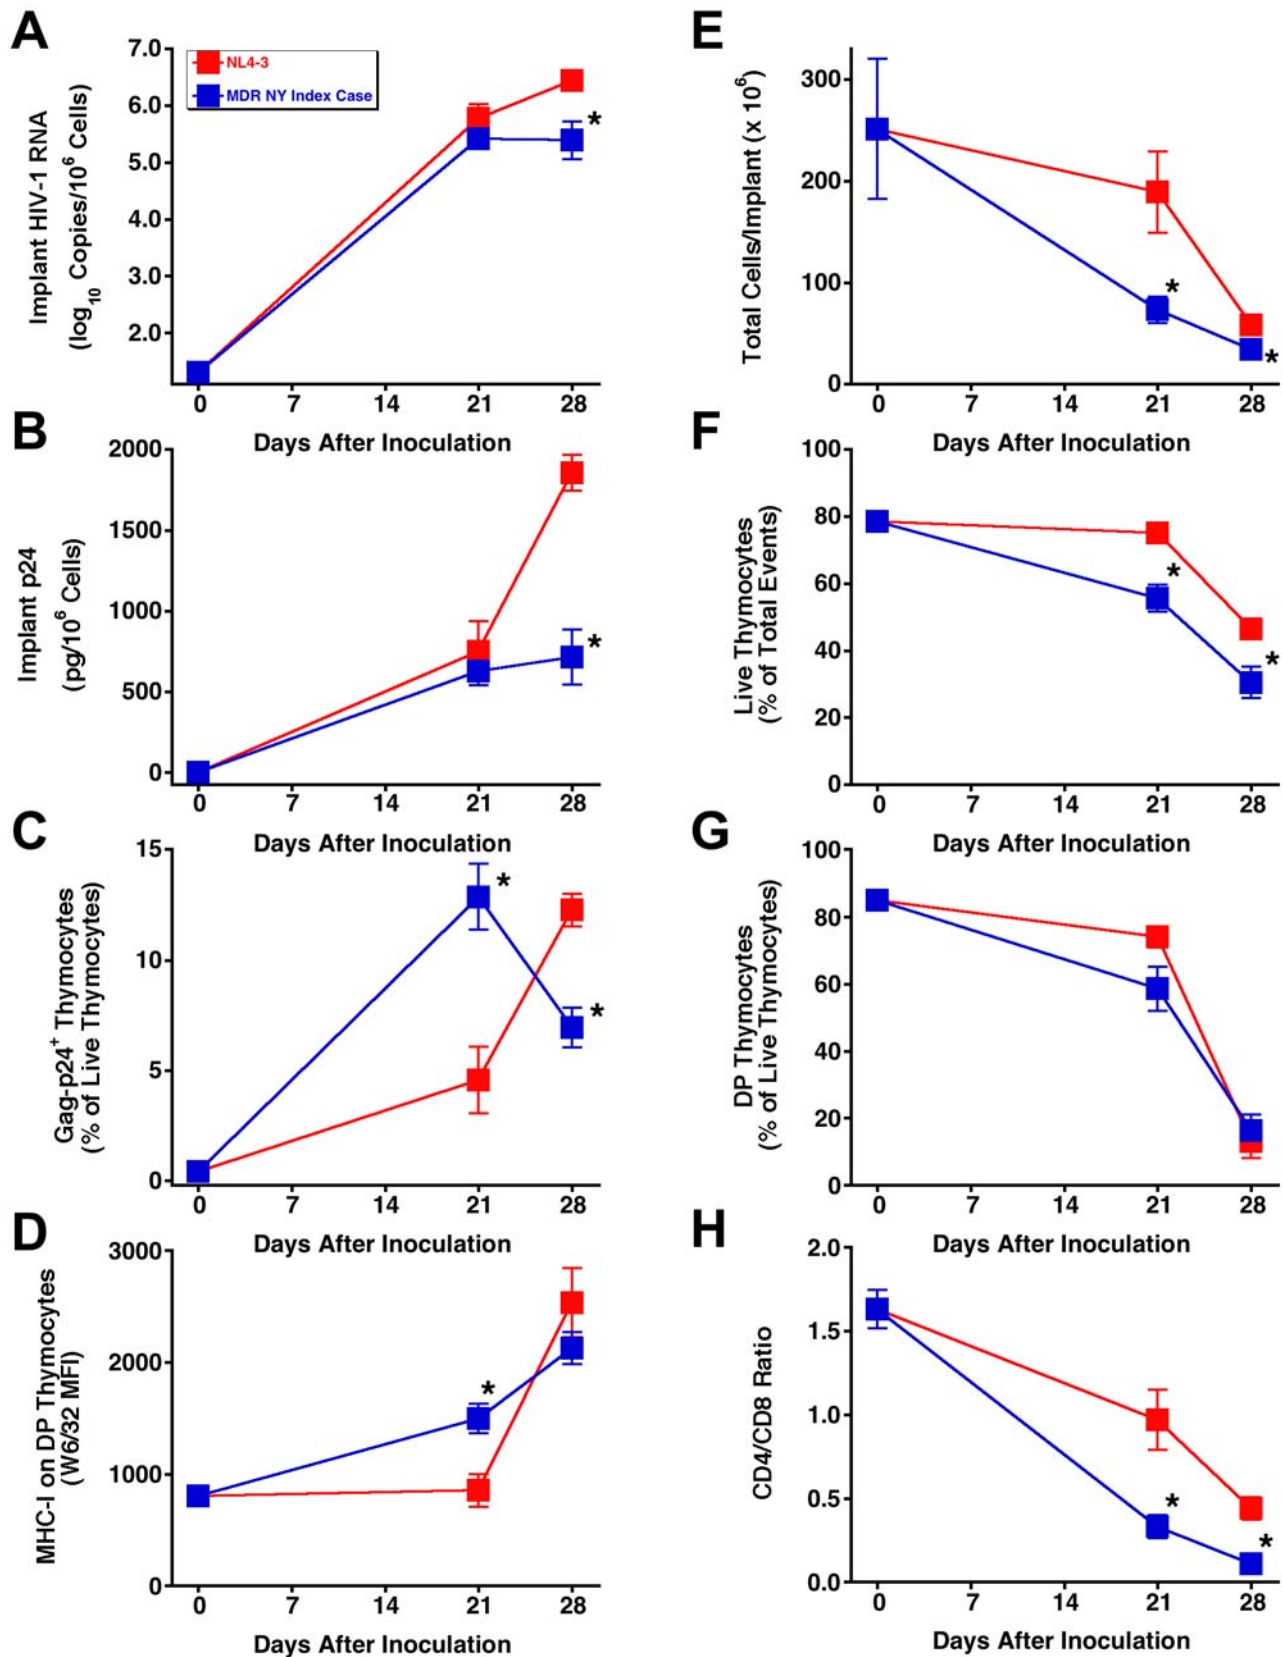 A
7.0
6.0
5.0
4.0
3.0
2.0
NL4-3
MDR NY Index Case
*
Implant HIV-1 RNA
(log10 Copies/10^6 Cells)
0 7 14 21 28
Days After Inoculation
B
2000
1500
1000
500
0
*
Implant p24
(pg/10^6 Cells)
0 7 14 21 28
Days After Inoculation
C
15
10
5
0
*
*
Gag-p24+ Thymocytes
(% of Live Thymocytes)
0 7 14 21 28
Days After Inoculation
D
3000
2000
1000
0
*
MHC-I on DP Thymocytes
(W6/32 MFI)
0 7 14 21 28
Days After Inoculation
E
300
200
100
0
*
*
Total Cells/Implant (x 10^6)
0 7 14 21 28
Days After Inoculation
F
100
80
60
40
20
0
*
*
Live Thymocytes
(% of Total Events)
0 7 14 21 28
Days After Inoculation
G
100
80
60
40
20
0
DP Thymocytes
(% of Live Thymocytes)
0 7 14 21 28
Days After Inoculation
H
2.0
1.5
1.0
0.5
0.0
*
*
CD4/CD8 Ratio
0 7 14 21 28
Days After Inoculation